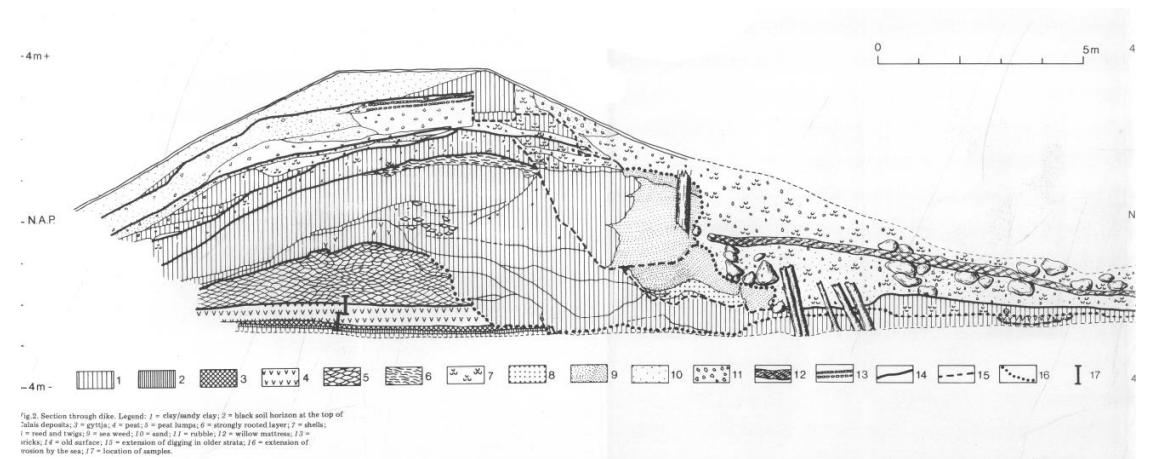 0 5m
-4m+ 4
-N.A.P. N
-4m- 4
1 2 3 4 5 6 7 8 9 10 11 12 13 14 15 16 17
Fig.2. Section through dike. Legend: 1 = clay/sandy clay; 2 = black soil horizon at the top of
Calais deposits; 3 = gyttja; 4 = peat; 5 = peat lumps; 6 = strongly rooted layer; 7 = shells;
= reed and twigs; 9 = sea weed; 10 = sand; 11 = rubble; 12 = willow mattress; 13 =
bricks; 14 = old surface; 15 = extension of digging in older strata; 16 = extension of
erosion by the sea; 17 = location of samples.